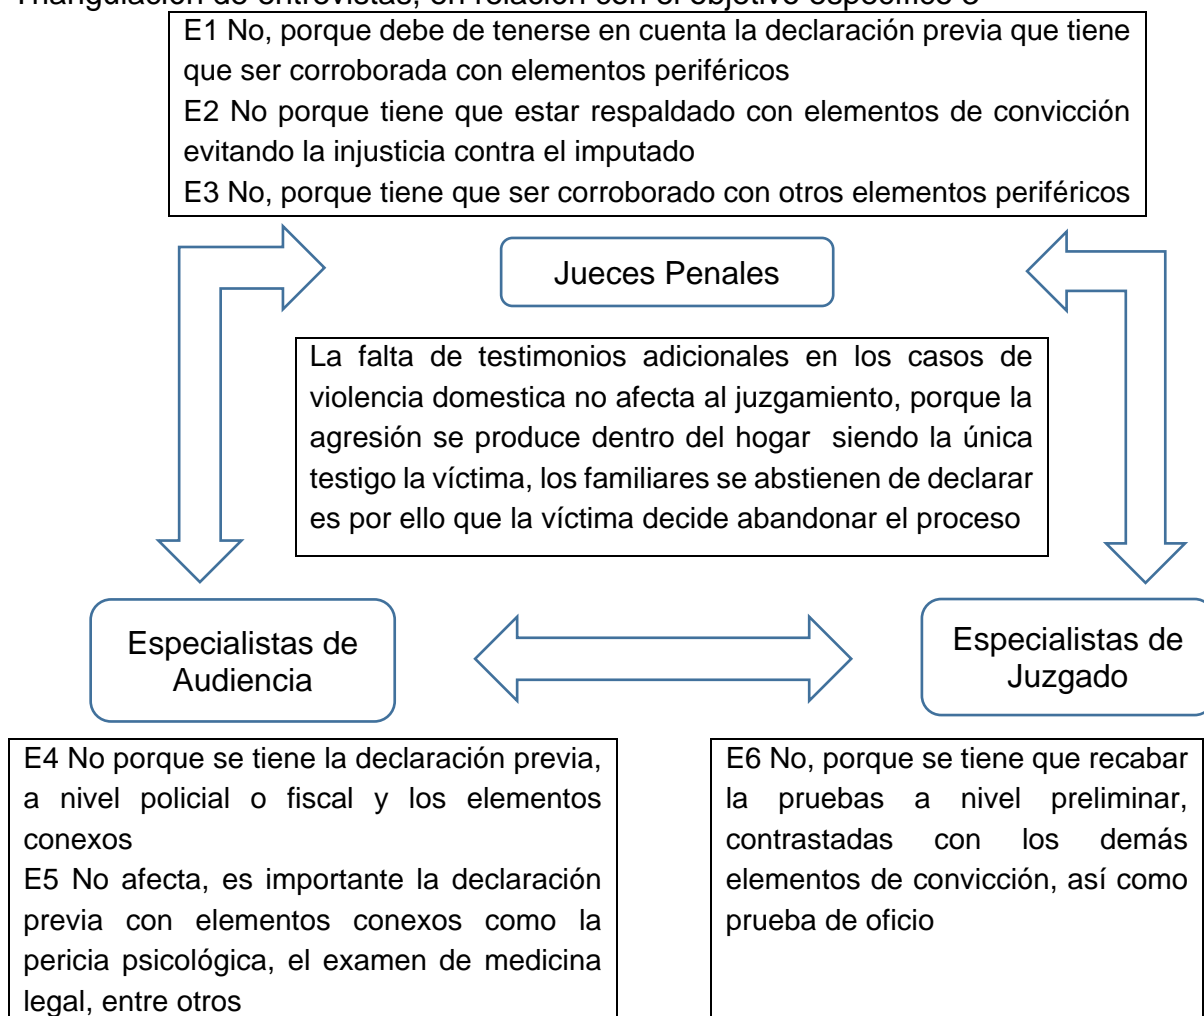 Triangulación de entrevistas, en relación con el objetivo específico 3
E1 No, porque debe de tenerse en cuenta la declaración previa que tiene
que ser corroborada con elementos periféricos
E2 No porque tiene que estar respaldado con elementos de convicción
evitando la injusticia contra el imputado
E3 No, porque tiene que ser corroborado con otros elementos periféricos
Jueces Penales
La falta de testimonios adicionales en los casos de
violencia domestica no afecta al juzgamiento, porque la
agresión se produce dentro del hogar siendo la única
testigo la víctima, los familiares se abstienen de declarar
es por ello que la víctima decide abandonar el proceso
Especialistas de
Audiencia
Especialistas de
Juzgado
E4 No porque se tiene la declaración previa,
a nivel policial o fiscal y los elementos
conexos
E5 No afecta, es importante la declaración
previa con elementos conexos como la
pericia psicológica, el examen de medicina
legal, entre otros
E6 No, porque se tiene que recabar
la pruebas a nivel preliminar,
contrastadas con los demás
elementos de convicción, así como
prueba de oficio